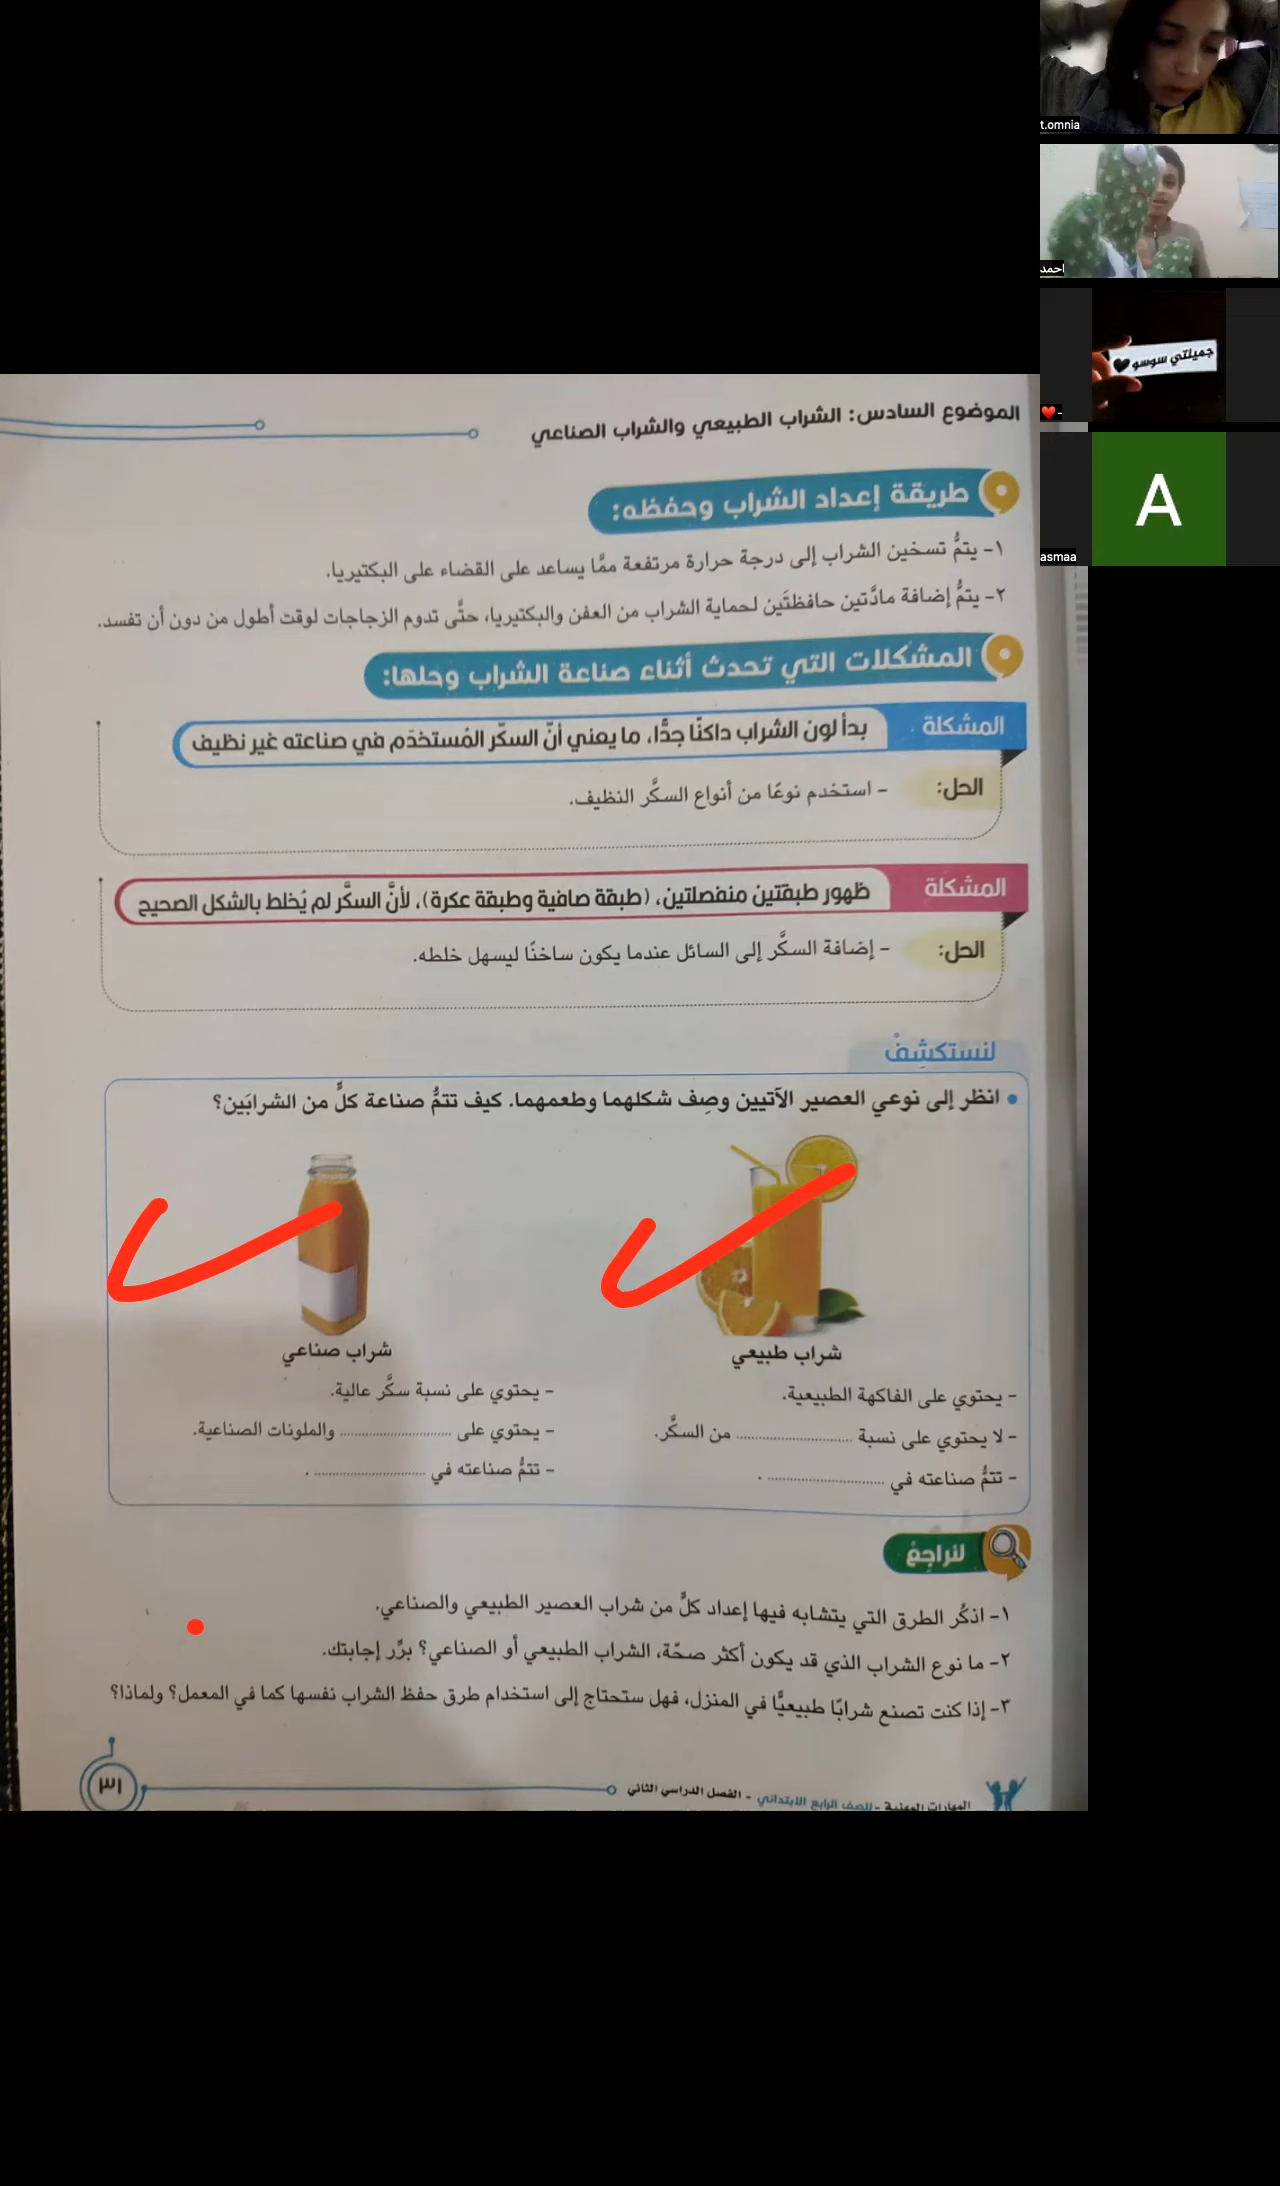 t.omnia
احمد
جميلتي سوسو🖤
❤️-
A
asmaa
الموضوع السادس: الشراب الطبيعي والشراب الصناعي
طريقة إعداد الشراب وحفظه:
١- يتمُّ تسخين الشراب إلى درجة حرارة مرتفعة ممَّا يساعد على القضاء على البكتيريا.
٢- يتمُّ إضافة مادَّتين حافظتَين لحماية الشراب من العفن والبكتيريا، حتَّى تدوم الزجاجات لوقت أطول من دون أن تفسد.
المشكلات التي تحدث أثناء صناعة الشراب وحلها:
المشكلة
بدأ لون الشراب داكنًا جدًّا، ما يعني أنّ السكّر المُستخدَم في صناعته غير نظيف
الحل: - استخدم نوعًا من أنواع السكَّر النظيف.
المشكلة
ظهور طبقتين منفصلتين، (طبقة صافية وطبقة عكرة)، لأنَّ السكَّر لم يُخلط بالشكل الصحيح
الحل: - إضافة السكَّر إلى السائل عندما يكون ساخنًا ليسهل خلطه.
لنستكشِفْ
• انظر إلى نوعي العصير الآتيين وصِف شكلهما وطعمهما. كيف تتمُّ صناعة كلٍّ من الشرابَين؟
شراب طبيعي
- يحتوي على الفاكهة الطبيعية.
- لا يحتوي على نسبة .......................... من السكَّر.
- تتمُّ صناعته في .......................... .
شراب صناعي
- يحتوي على نسبة سكَّر عالية.
- يحتوي على .......................... والملونات الصناعية.
- تتمُّ صناعته في .......................... .
لنراجِعْ
١- اذكُر الطرق التي يتشابه فيها إعداد كلٍّ من شراب العصير الطبيعي والصناعي.
٢- ما نوع الشراب الذي قد يكون أكثر صحّة، الشراب الطبيعي أو الصناعي؟ برِّر إجابتك.
٣- إذا كنت تصنع شرابًا طبيعيًّا في المنزل، فهل ستحتاج إلى استخدام طرق حفظ الشراب نفسها كما في المعمل؟ ولماذا؟
المهارات المهنية - للصف الرابع الابتدائي - الفصل الدراسي الثاني
٣١